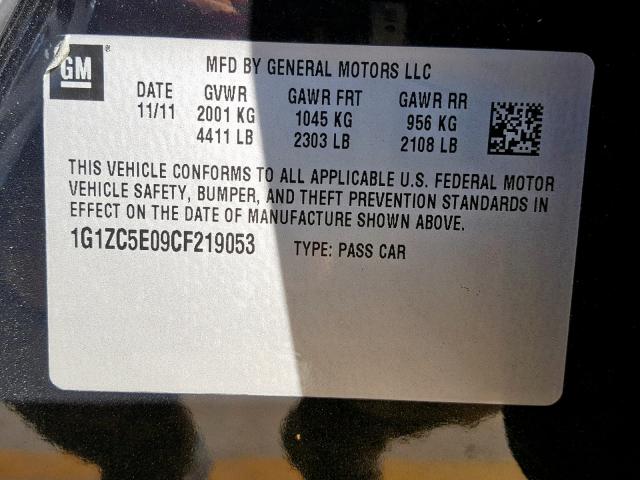 GM ®
MFD BY GENERAL MOTORS LLC
DATE GVWR GAWR FRT GAWR RR
11/11 2001 KG 1045 KG 956 KG
4411 LB 2303 LB 2108 LB
THIS VEHICLE CONFORMS TO ALL APPLICABLE U.S. FEDERAL MOTOR
VEHICLE SAFETY, BUMPER, AND THEFT PREVENTION STANDARDS IN
EFFECT ON THE DATE OF MANUFACTURE SHOWN ABOVE.
1G1ZC5E09CF219053 TYPE: PASS CAR